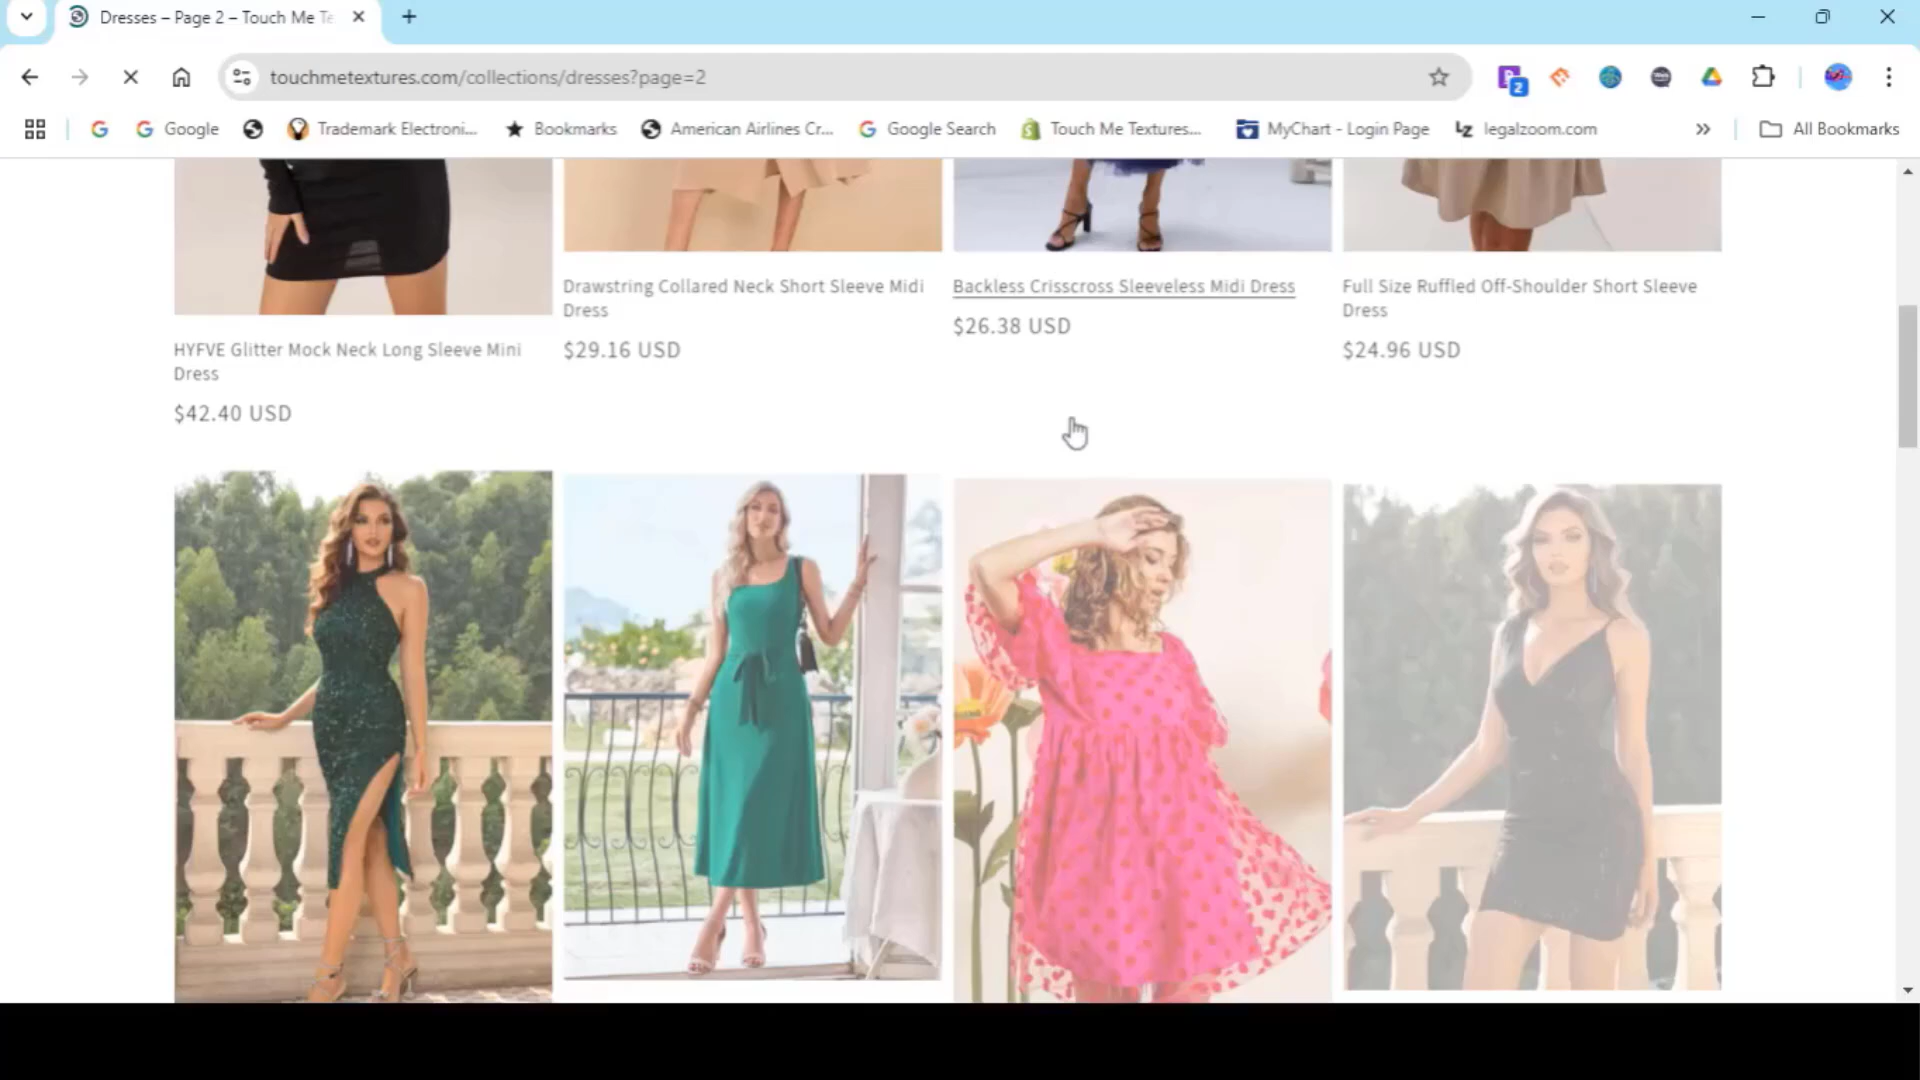 Dresses – Page 2 – Touch Me Te
touchmetextures.com/collections/dresses?page=2
2
Google
Trademark Electroni...
Bookmarks
American Airlines Cr...
Google Search
Touch Me Textures...
MyChart - Login Page
legalzoom.com
All Bookmarks
HYFVE Glitter Mock Neck Long Sleeve Mini
Dress
$42.40 USD
Drawstring Collared Neck Short Sleeve Midi
Dress
$29.16 USD
Backless Crisscross Sleeveless Midi Dress
$26.38 USD
Full Size Ruffled Off-Shoulder Short Sleeve
Dress
$24.96 USD